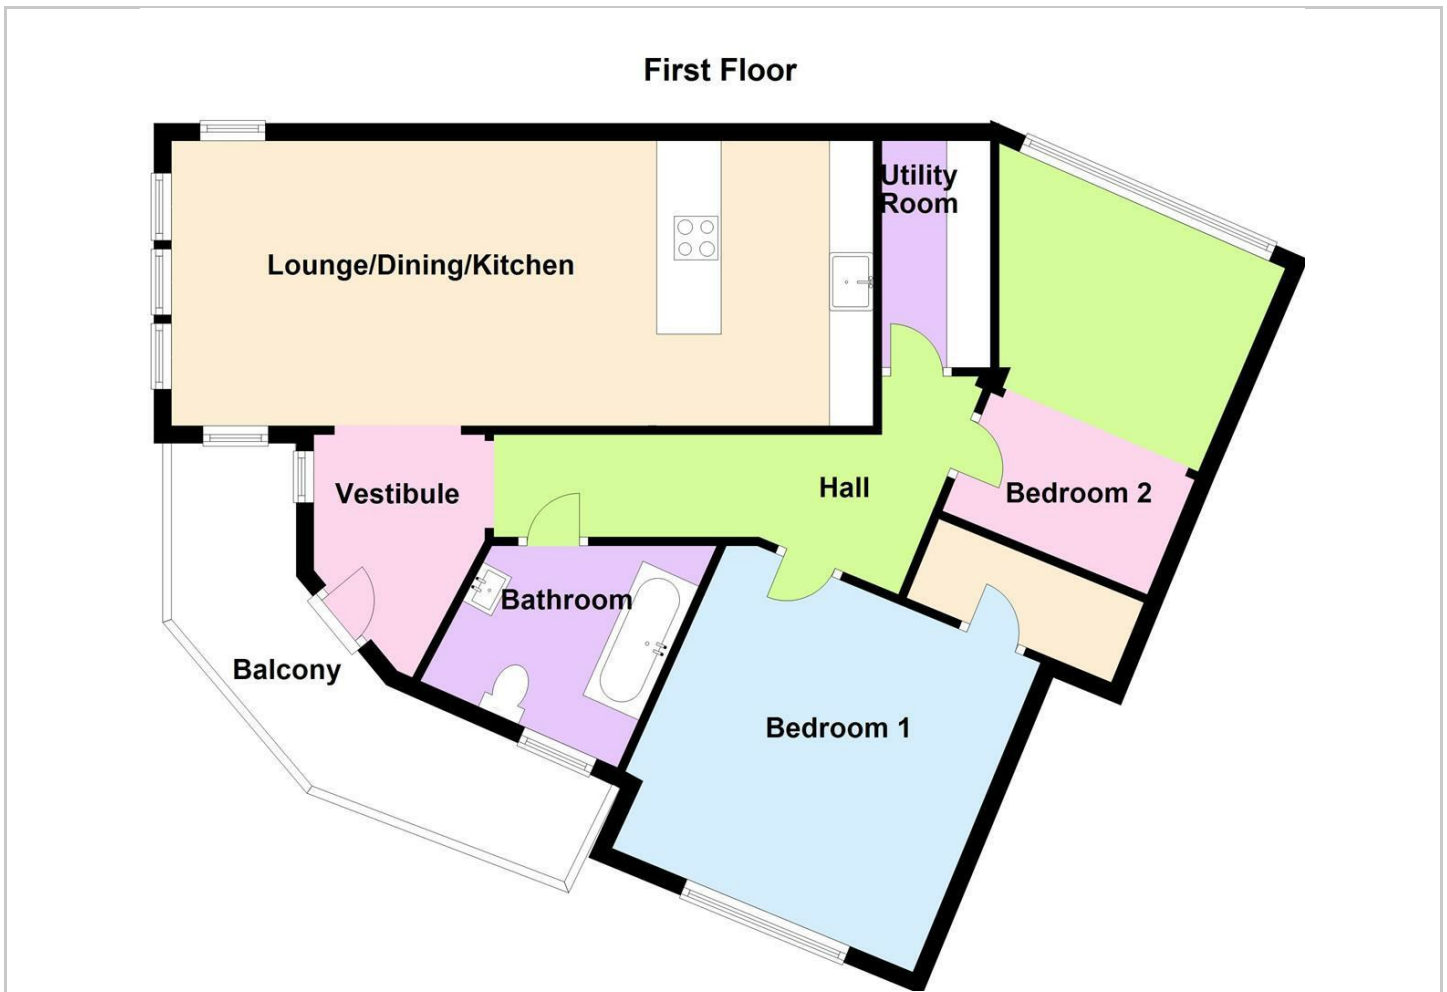 First Floor
Utility
Room
Lounge/Dining/Kitchen
Hall
Vestibule
Bedroom 2
Bathroom
Balcony
Bedroom 1